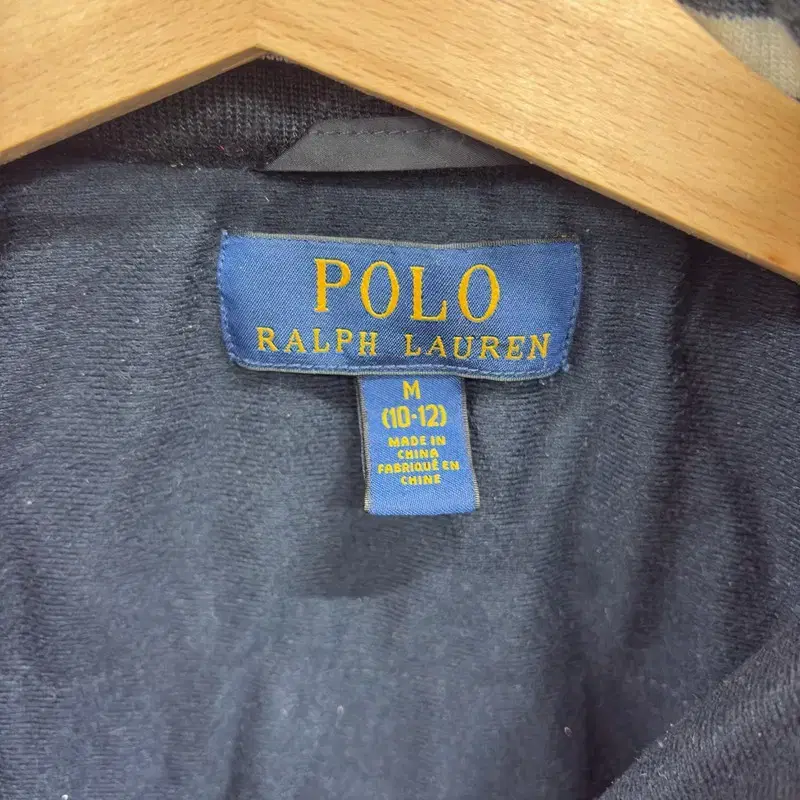 POLO
RALPH LAUREN
M
(10-12)
MADE IN
CHINA
FABRIQUÉ EN
CHINE